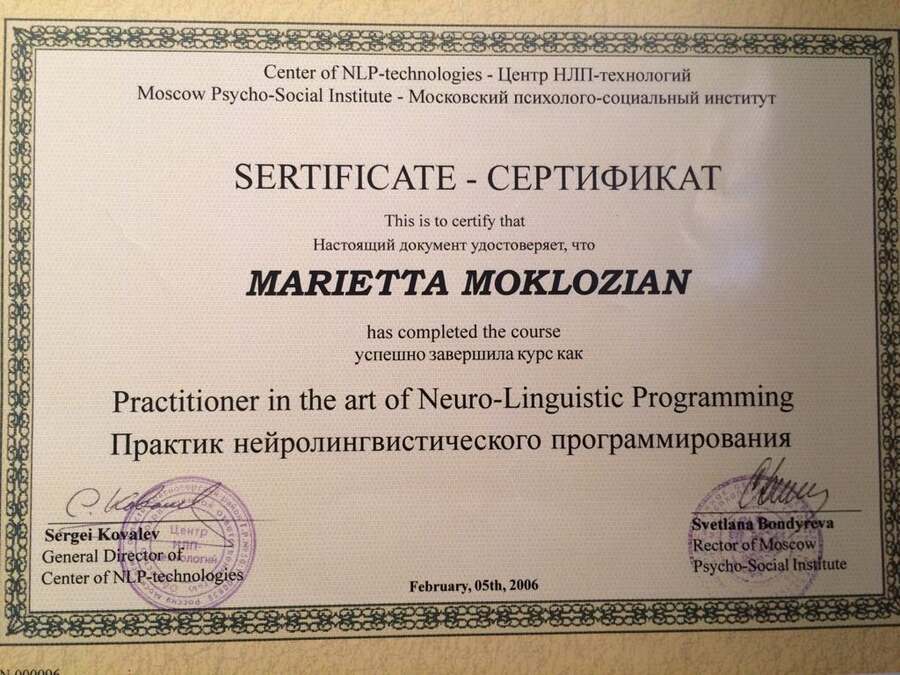 Center of NLP-technologies - Центр НЛП-технологий
Moscow Psycho-Social Institute - Московский психолого-социальный институт
SERTIFICATE - СЕРТИФИКАТ
This is to certify that
Настоящий документ удостоверяет, что
MARIETTA MOKLOZIAN
has completed the course
успешно завершила курс как
Practitioner in the art of Neuro-Linguistic Programming
Практик нейролингвистического программирования
Sergei Kovalev
General Director of
Center of NLP-technologies
Центр
НЛП-
технологий
February, 05th, 2006
Svetlana Bondyreva
Rector of Moscow
Psycho-Social Institute